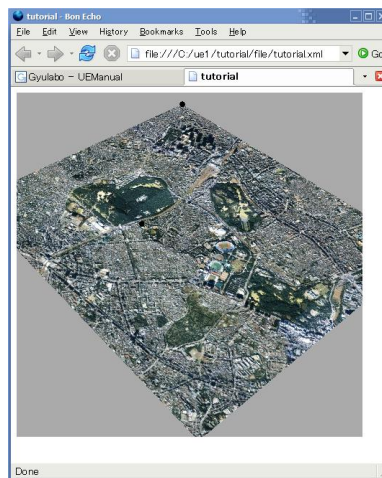 tutorial - Bon Echo
File Edit View History Bookmarks Tools Help
file:///C:/ue1/tutorial/file/tutorial.xml Go
Gyulabo - UEManual tutorial
Done